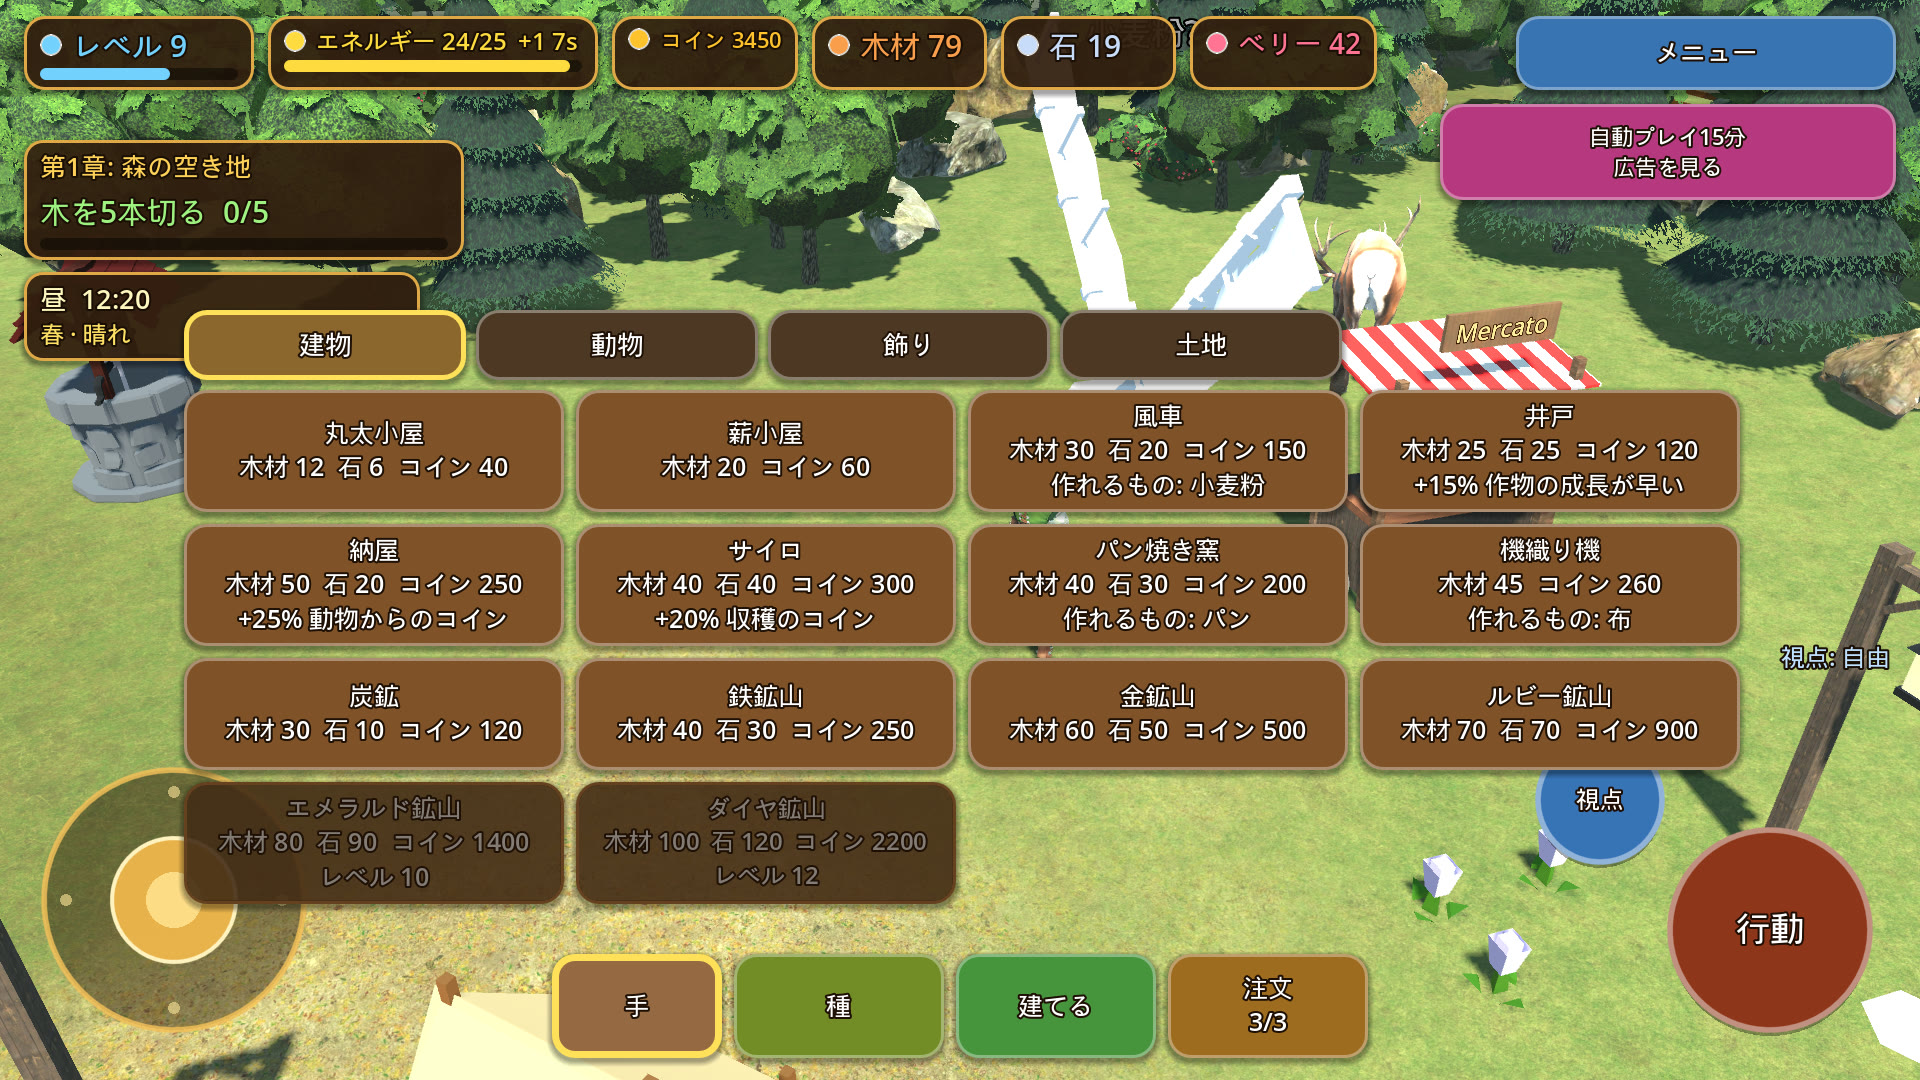 レベル 9
エネルギー 24/25 +1 7s
コイン 3450
木材 79
石 19
ベリー 42
メニュー
自動プレイ15分
広告を見る
第1章: 森の空き地
木を5本切る 0/5
昼 12:20
春 · 晴れ
建物
動物
飾り
土地
Mercato
丸太小屋
木材 12 石 6 コイン 40
薪小屋
木材 20 コイン 60
風車
木材 30 石 20 コイン 150
作れるもの: 小麦粉
井戸
木材 25 石 25 コイン 120
+15% 作物の成長が早い
納屋
木材 50 石 20 コイン 250
+25% 動物からのコイン
サイロ
木材 40 石 40 コイン 300
+20% 収穫のコイン
パン焼き窯
木材 40 石 30 コイン 200
作れるもの: パン
機織り機
木材 45 コイン 260
作れるもの: 布
視点: 自由
炭鉱
木材 30 石 10 コイン 120
鉄鉱山
木材 40 石 30 コイン 250
金鉱山
木材 60 石 50 コイン 500
ルビー鉱山
木材 70 石 70 コイン 900
エメラルド鉱山
木材 80 石 90 コイン 1400
レベル 10
ダイヤ鉱山
木材 100 石 120 コイン 2200
レベル 12
視点
行動
手
種
建てる
注文
3/3